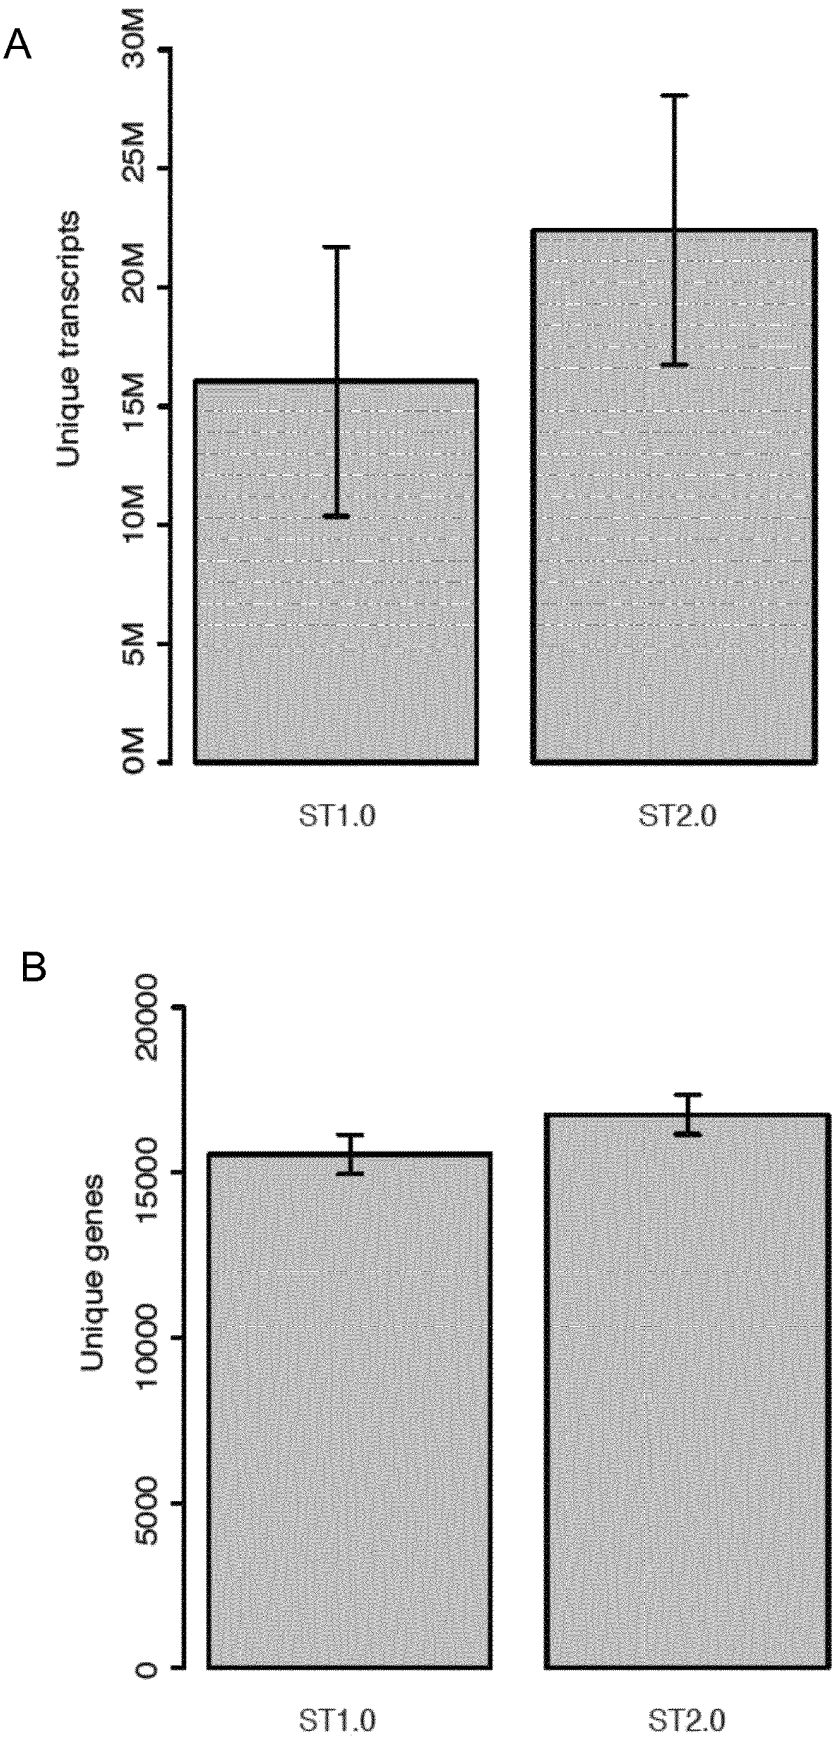 A
30M
25M
20M
15M
10M
5M
0M
Unique transcripts
ST1.0
ST2.0
B
20000
15000
10000
5000
0
Unique genes
ST1.0
ST2.0